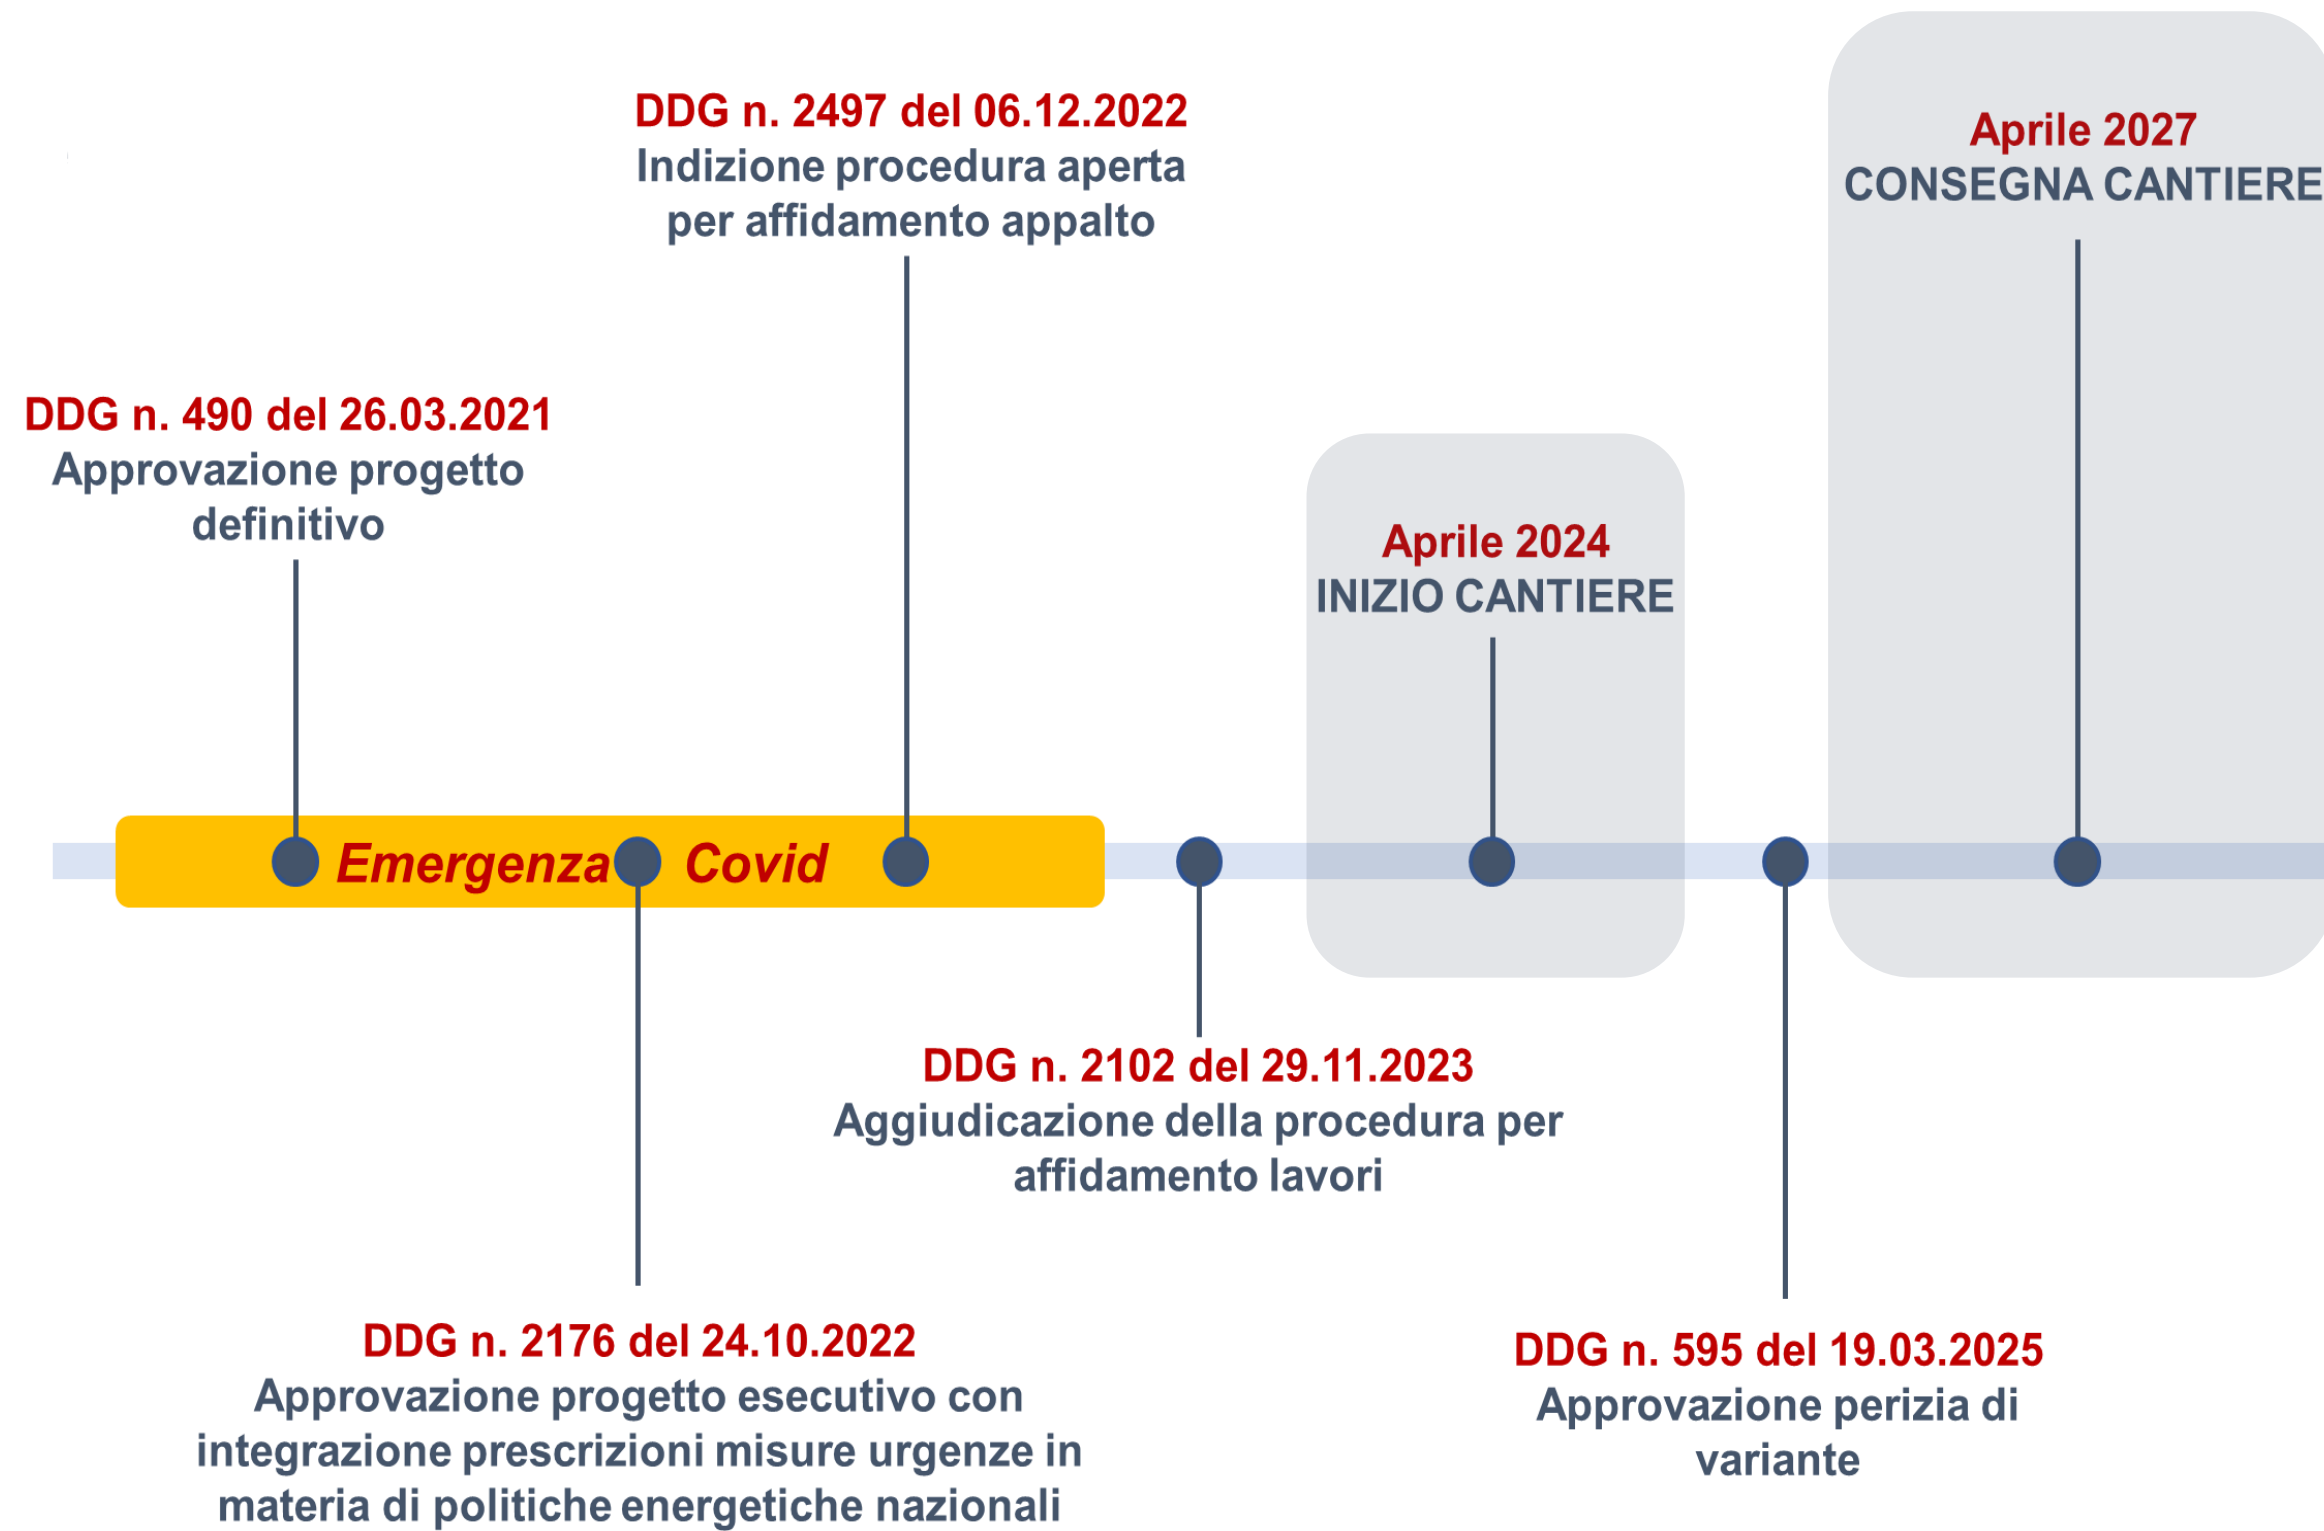 DDG n. 2497 del 06.12.2022
Indizione procedura aperta
per affidamento appalto
Aprile 2027
CONSEGNA CANTIERE
DDG n. 490 del 26.03.2021
Approvazione progetto
definitivo
Aprile 2024
INIZIO CANTIERE
Emergenza Covid
DDG n. 2102 del 29.11.2023
Aggiudicazione della procedura per
affidamento lavori
DDG n. 2176 del 24.10.2022
Approvazione progetto esecutivo con
integrazione prescrizioni misure urgenze in
materia di politiche energetiche nazionali
DDG n. 595 del 19.03.2025
Approvazione perizia di
variante